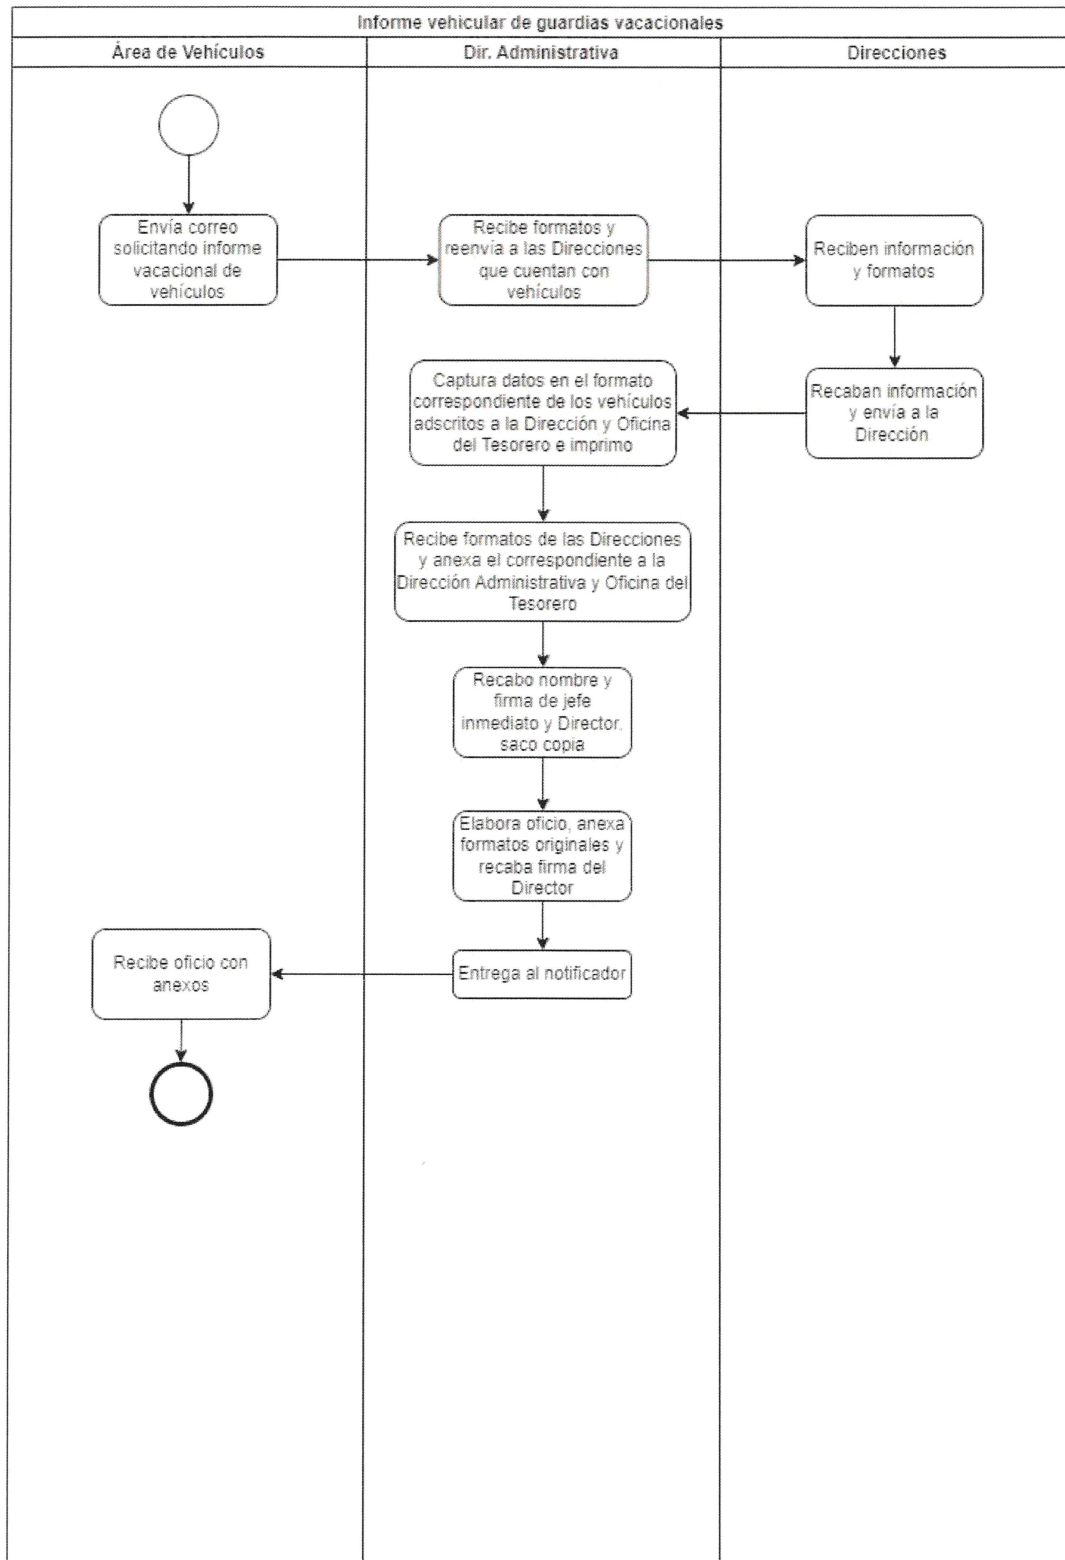 Informe vehicular de guardias vacacionales
Área de Vehículos
Dir. Administrativa
Direcciones
Envía correo
solicitando informe
vacacional de
vehículos
Recibe formatos y
reenvía a las Direcciones
que cuentan con
vehículos
Reciben información
y formatos
Recaban información
y envía a la
Dirección
Captura datos en el formato
correspondiente de los vehículos
adscritos a la Dirección y Oficina
del Tesorero e imprimo
Recibe formatos de las Direcciones
y anexa el correspondiente a la
Dirección Administrativa y Oficina del
Tesorero
Recabo nombre y
firma de jefe
inmediato y Director.
saco copia
Elabora oficio, anexa
formatos originales y
recaba firma del
Director
Entrega al notificador
Recibe oficio con
anexos